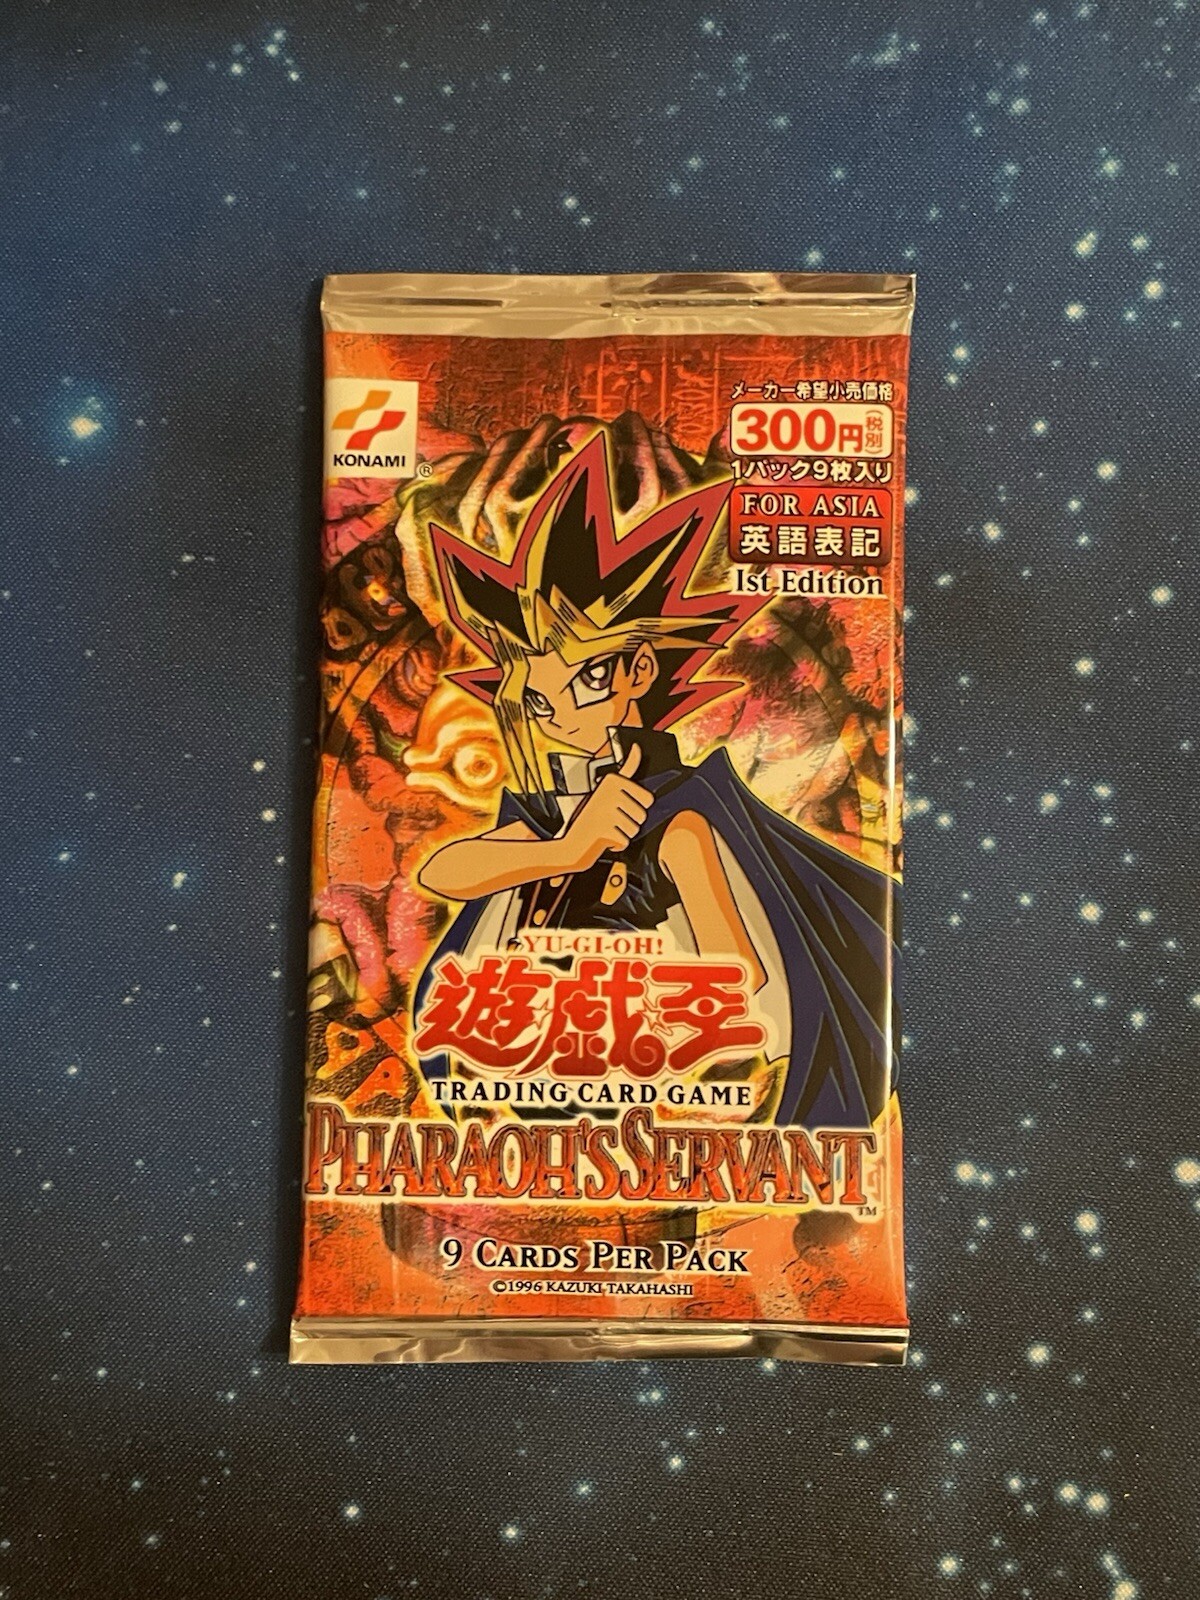 KONAMI
®
メーカー希望小売価格
300円(税別)
1パック9枚入り
FOR ASIA
英語表記
1st Edition
YU-GI-OH!
遊戯王
TRADING CARD GAME
PHARAOH'S SERVANT
TM
9 CARDS PER PACK
©1996 KAZUKI TAKAHASHI